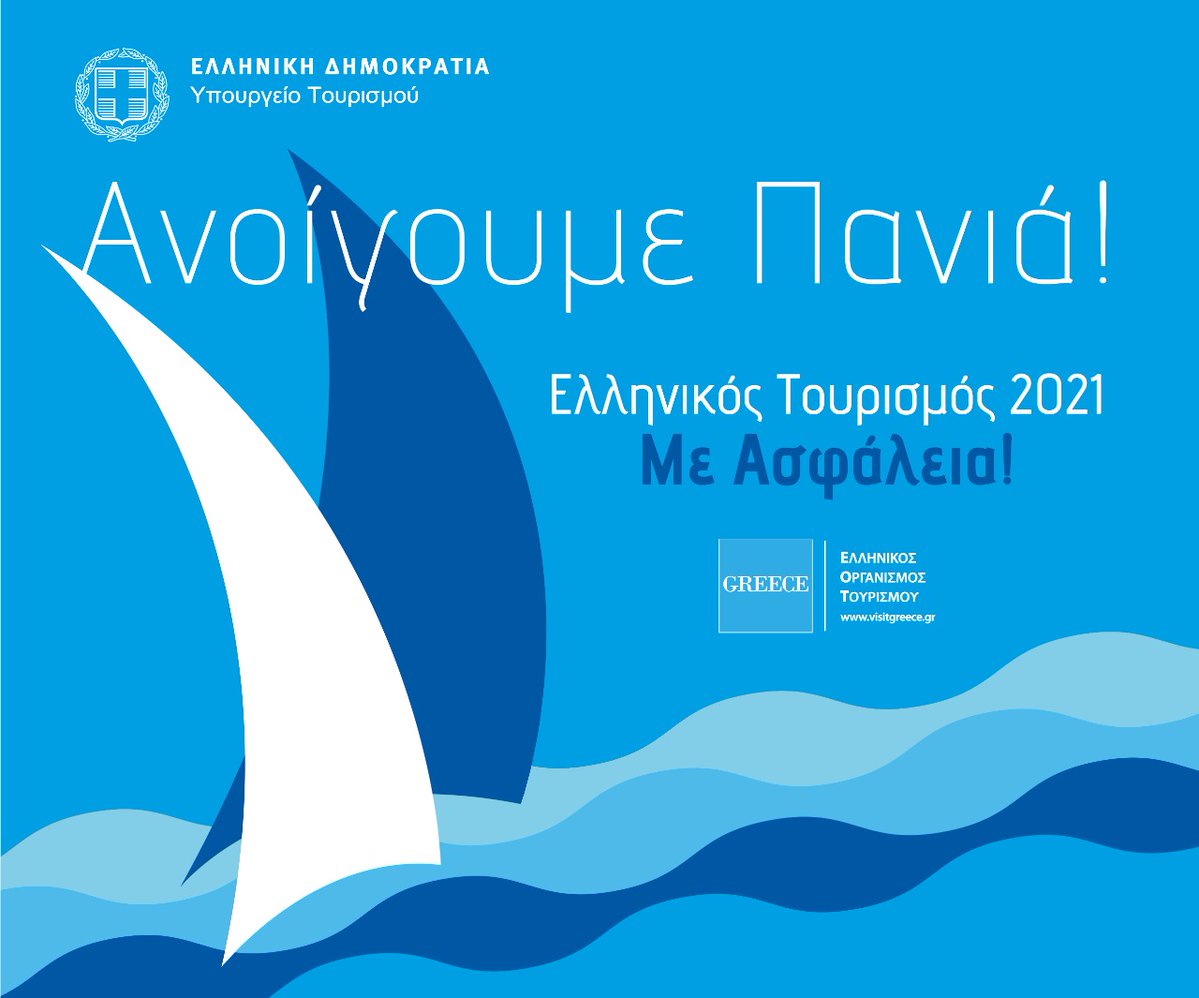 ΕΛΛΗΝΙΚΗ ΔΗΜΟΚΡΑΤΙΑ
Υπουργείο Τουρισμού
Ανοίγουμε Πανιά!
Ελληνικός Τουρισμός 2021
Με Ασφάλεια!
GREECE
ΕΛΛΗΝΙΚΟΣ
ΟΡΓΑΝΙΣΜΟΣ
ΤΟΥΡΙΣΜΟΥ
www.visitgreece.gr